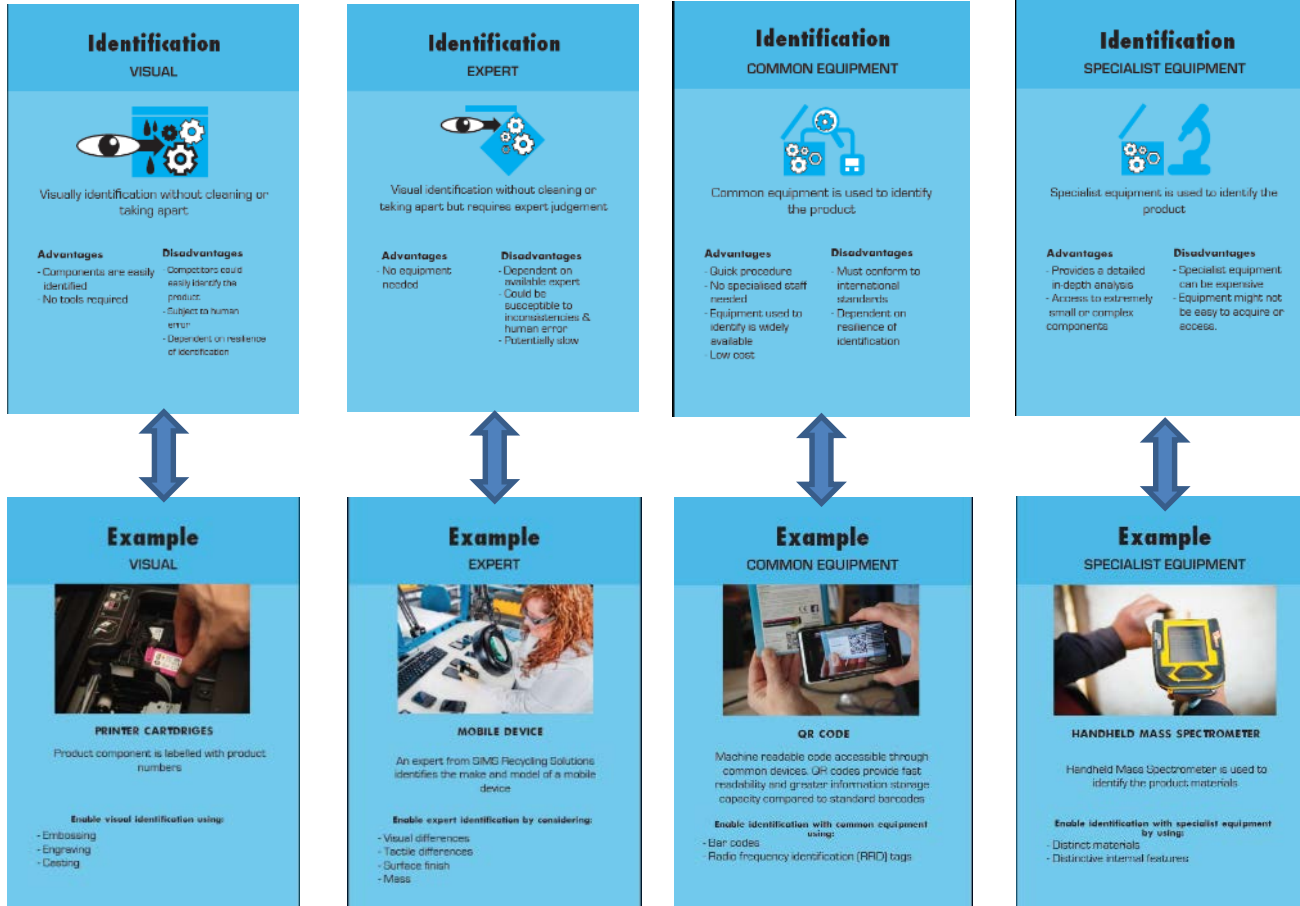 Identification
VISUAL
Visually identification without cleaning or
taking apart
Advantages
- Components are easily
identified
- No tools required
Disadvantages
- Competitors could
easily identify the
product
- Subject to human
error
- Dependent on resilience
of identification
Identification
EXPERT
Visual identification without cleaning or
taking apart but requires expert judgement
Advantages
- No equipment
needed
Disadvantages
- Dependent on
available expert
- Could be
susceptible to
inconsistencies &
human error
- Potentially slow
Identification
COMMON EQUIPMENT
Common equipment is used to identify
the product
Advantages
- Quick procedure
- No specialised staff
needed
- Equipment used to
identify is widely
available
- Low cost
Disadvantages
- Must conform to
international
standards
- Dependent on
resilience of
identification
Identification
SPECIALIST EQUIPMENT
Specialist equipment is used to identify the
product
Advantages
- Provides a detailed
in-depth analysis
- Access to extremely
small or complex
components
Disadvantages
- Specialist equipment
can be expensive
- Equipment might not
be easy to acquire or
access.
Example
VISUAL
PRINTER CARTDRIGES
Product component is labelled with product
numbers
Enable visual identification using:
- Embossing
- Engraving
- Casting
Example
EXPERT
MOBILE DEVICE
An expert from SIMS Recycling Solutions
identifies the make and model of a mobile
device
Enable expert identification by considering:
- Visual differences
- Tactile differences
- Surface finish
- Mass
Example
COMMON EQUIPMENT
QR CODE
Machine readable code accessible through
common devices. QR codes provide fast
readability and greater information storage
capacity compared to standard barcodes
Enable identification with common equipment
using:
- Bar codes
- Radio frequency identification (RFID) tags
Example
SPECIALIST EQUIPMENT
HANDHELD MASS SPECTROMETER
Handheld Mass Spectrometer is used to
identify the product materials
Enable identification with specialist equipment
by using:
- Distinct materials
- Distinctive internal features